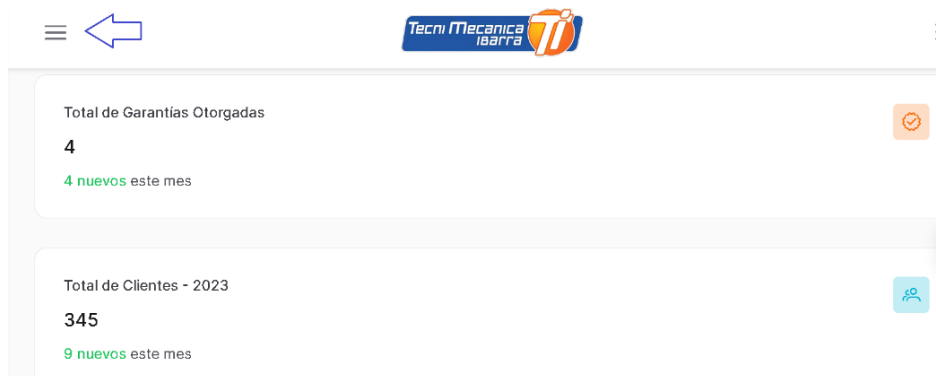 Tecni Mecanica
Ibarra
Ti
Total de Garantías Otorgadas
4
4 nuevos este mes
Total de Clientes - 2023
345
9 nuevos este mes